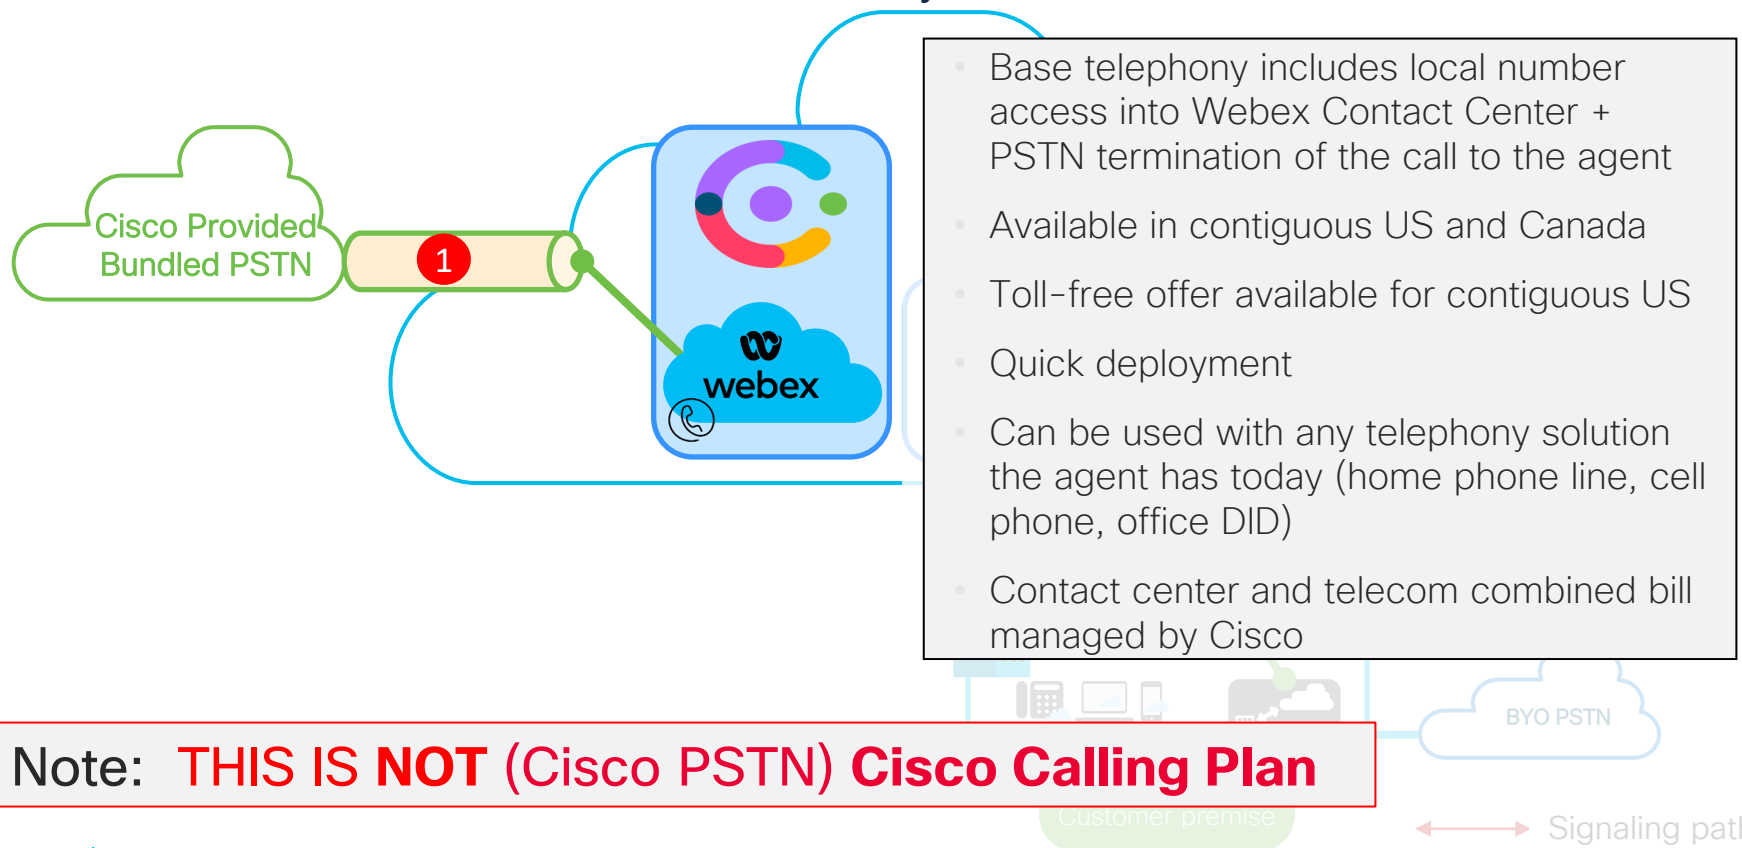 Base telephony includes local number
access into Webex Contact Center +
PSTN termination of the call to the agent
Available in contiguous US and Canada
Toll-free offer available for contiguous US
Quick deployment
Can be used with any telephony solution
the agent has today (home phone line, cell
phone, office DID)
Contact center and telecom combined bill
managed by Cisco
Cisco Provided
Bundled PSTN
1
webex
BYO PSTN
Note: THIS IS NOT (Cisco PSTN) Cisco Calling Plan
Customer premise
Signaling path